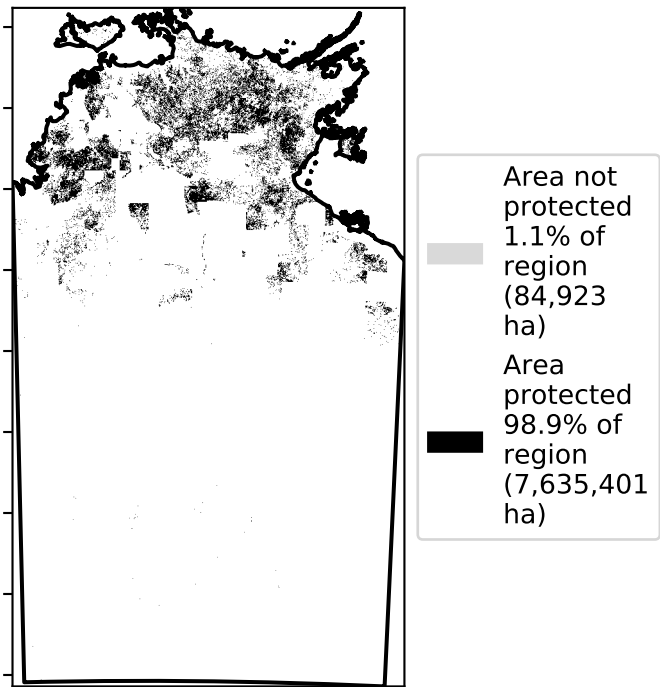 Area not
protected
1.1% of
region
(84,923
ha)
Area
protected
98.9% of
region
(7,635,401
ha)